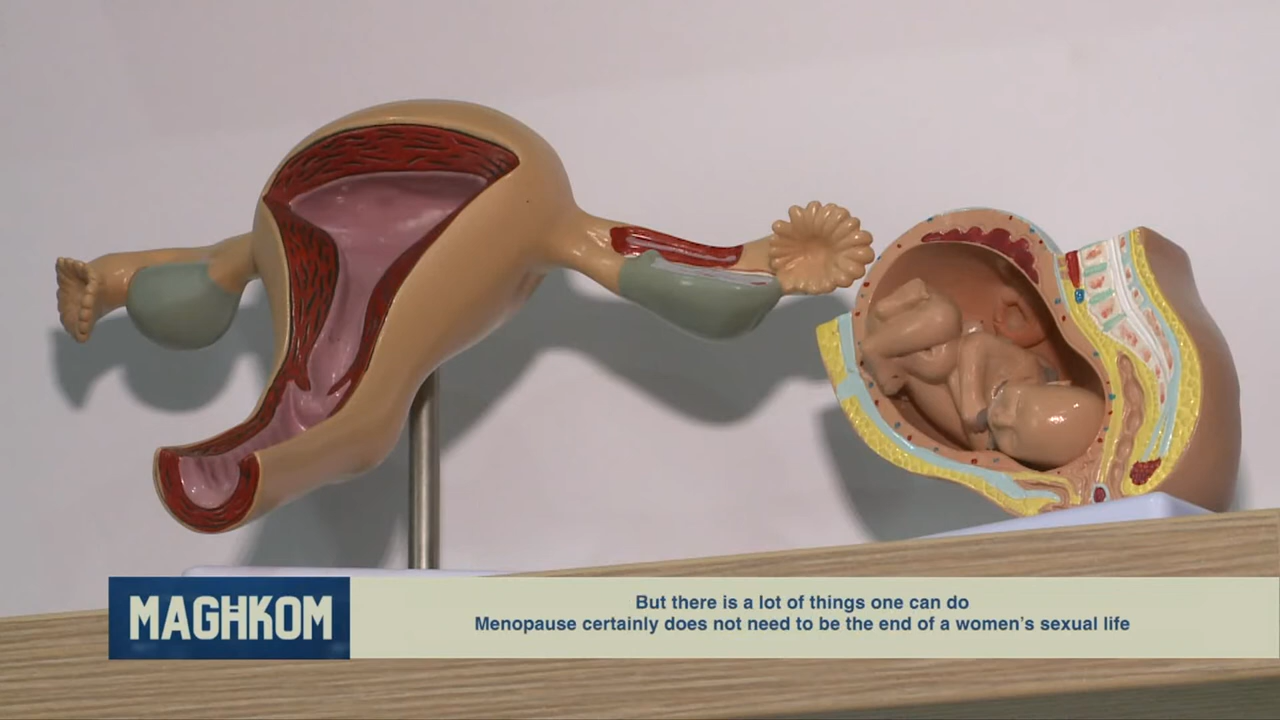 MAGĦKOM
But there is a lot of things one can do
Menopause certainly does not need to be the end of a women's sexual life